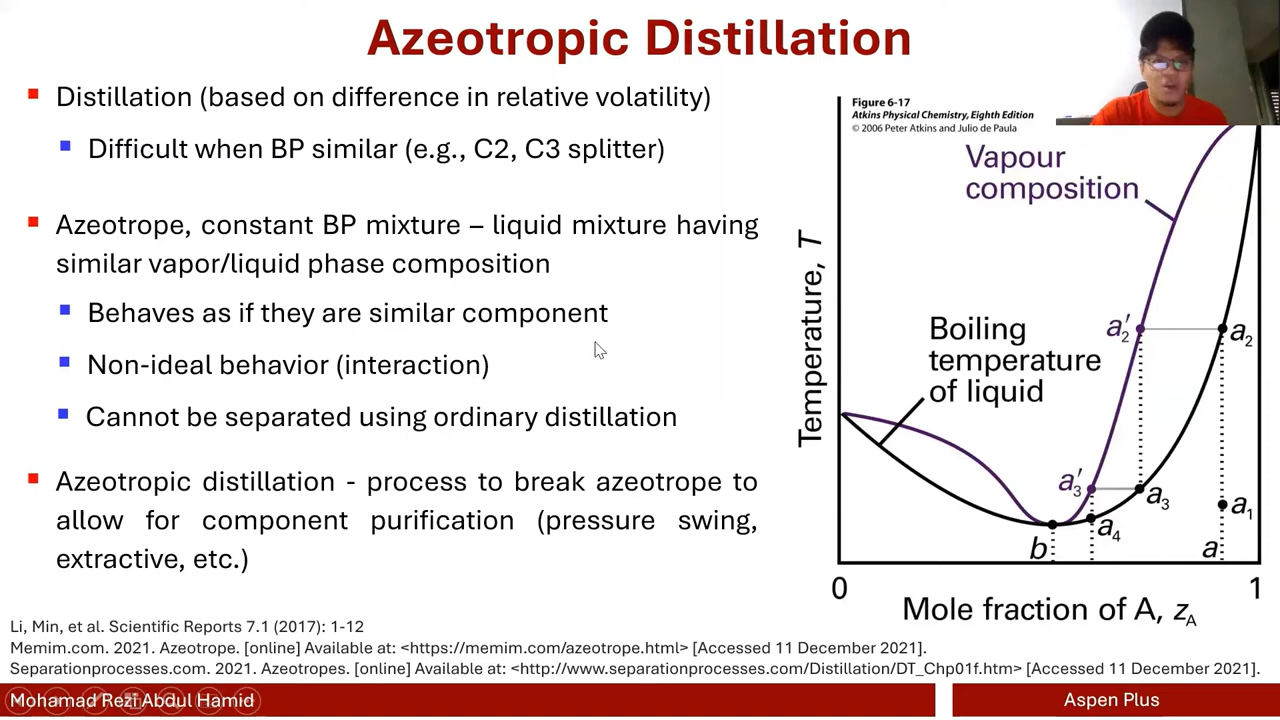 Azeotropic Distillation
Distillation (based on difference in relative volatility)
Difficult when BP similar (e.g., C2, C3 splitter)
Azeotrope, constant BP mixture – liquid mixture having
similar vapor/liquid phase composition
Behaves as if they are similar component
Non-ideal behavior (interaction)
Cannot be separated using ordinary distillation
Azeotropic distillation - process to break azeotrope to
allow for component purification (pressure swing,
extractive, etc.)
Figure 6-17
Atkins Physical Chemistry, Eighth Edition
© 2006 Peter Atkins and Julio de Paula
Vapour
composition
Temperature, T
Boiling
temperature
of liquid
a₂′
a₂
a₃′
a₃
a₁
a₄
b
a
0
1
Mole fraction of A, z_A
Li, Min, et al. Scientific Reports 7.1 (2017): 1-12
Memim.com. 2021. Azeotrope. [online] Available at: <https://memim.com/azeotrope.html> [Accessed 11 December 2021].
Separationprocesses.com. 2021. Azeotropes. [online] Available at: <http://www.separationprocesses.com/Distillation/DT_Chp01f.htm> [Accessed 11 December 2021].
Mohamad Rezi Abdul Hamid
Aspen Plus